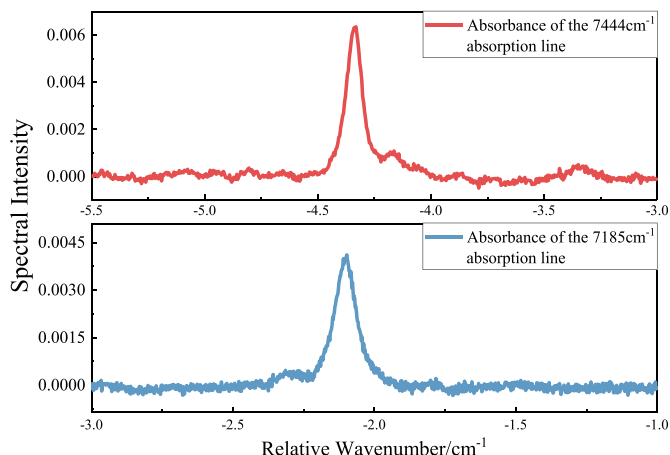 Absorbance of the 7444cm⁻¹
absorption line
0.006
0.004
0.002
0.000
-5.5 -5.0 -4.5 -4.0 -3.5 -3.0
Spectral Intensity
Absorbance of the 7185cm⁻¹
absorption line
0.0045
0.0030
0.0015
0.0000
-3.0 -2.5 -2.0 -1.5 -1.0
Relative Wavenumber/cm⁻¹